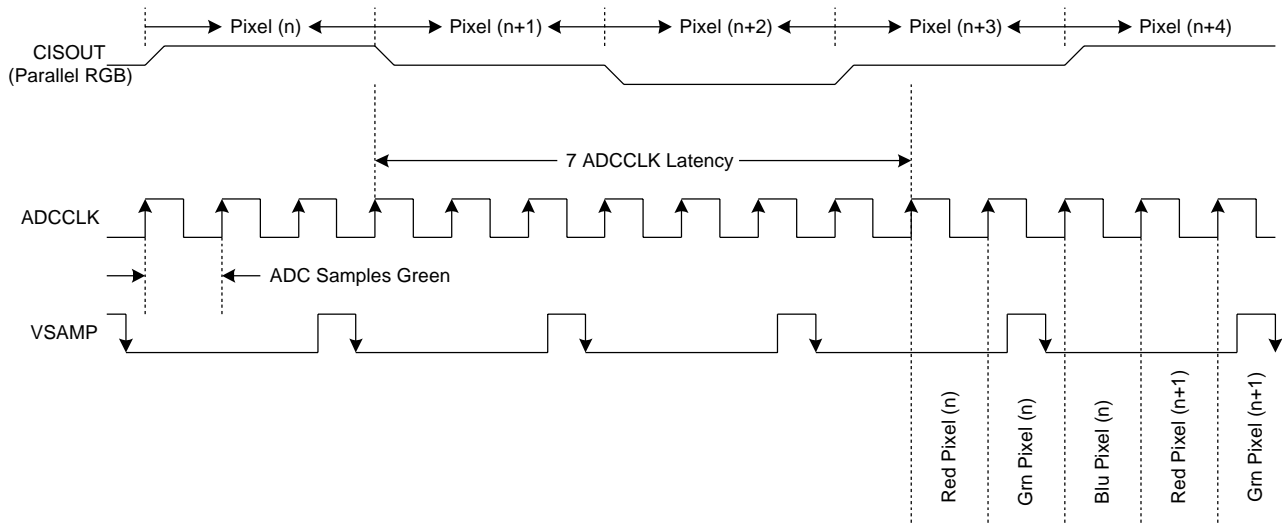 Pixel (n)
Pixel (n+1)
Pixel (n+2)
Pixel (n+3)
Pixel (n+4)
CISOUT
(Parallel RGB)
7 ADCCLK Latency
ADCCLK
ADC Samples Green
VSAMP
Red Pixel (n)
Grn Pixel (n)
Blu Pixel (n)
Red Pixel (n+1)
Grn Pixel (n+1)